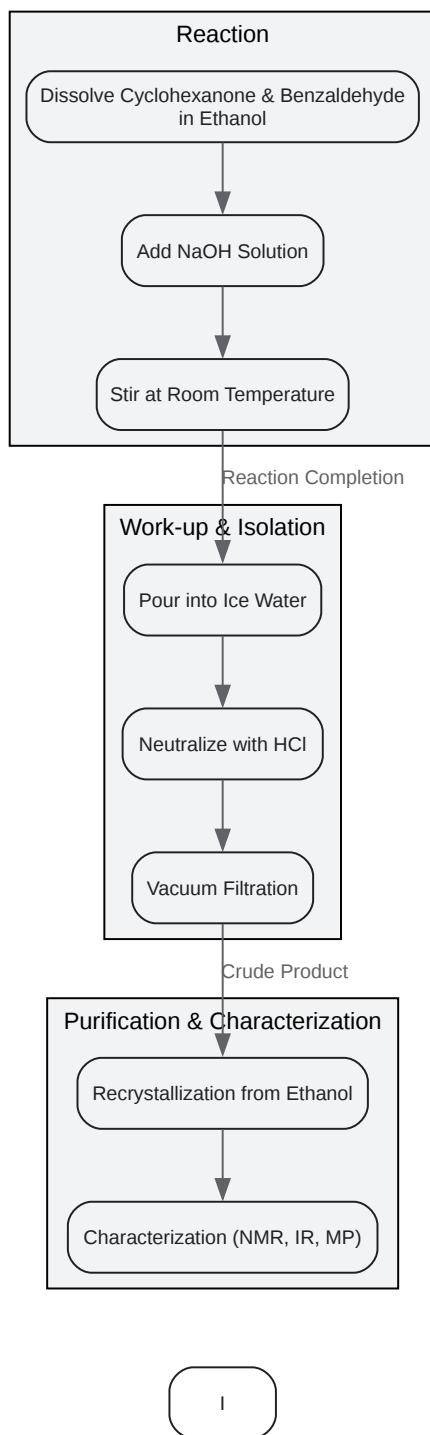 Reaction
Dissolve Cyclohexanone & Benzaldehyde
in Ethanol
Add NaOH Solution
Stir at Room Temperature
Reaction Completion
Work-up & Isolation
Pour into Ice Water
Neutralize with HCl
Vacuum Filtration
Crude Product
Purification & Characterization
Recrystallization from Ethanol
Characterization (NMR, IR, MP)
I